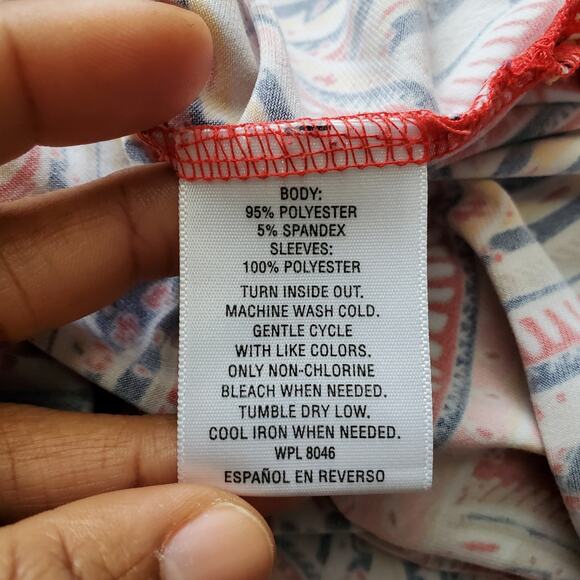 BODY:
95% POLYESTER
5% SPANDEX
SLEEVES:
100% POLYESTER
TURN INSIDE OUT.
MACHINE WASH COLD.
GENTLE CYCLE
WITH LIKE COLORS.
ONLY NON-CHLORINE
BLEACH WHEN NEEDED.
TUMBLE DRY LOW.
COOL IRON WHEN NEEDED.
WPL 8046
ESPAÑOL EN REVERSO